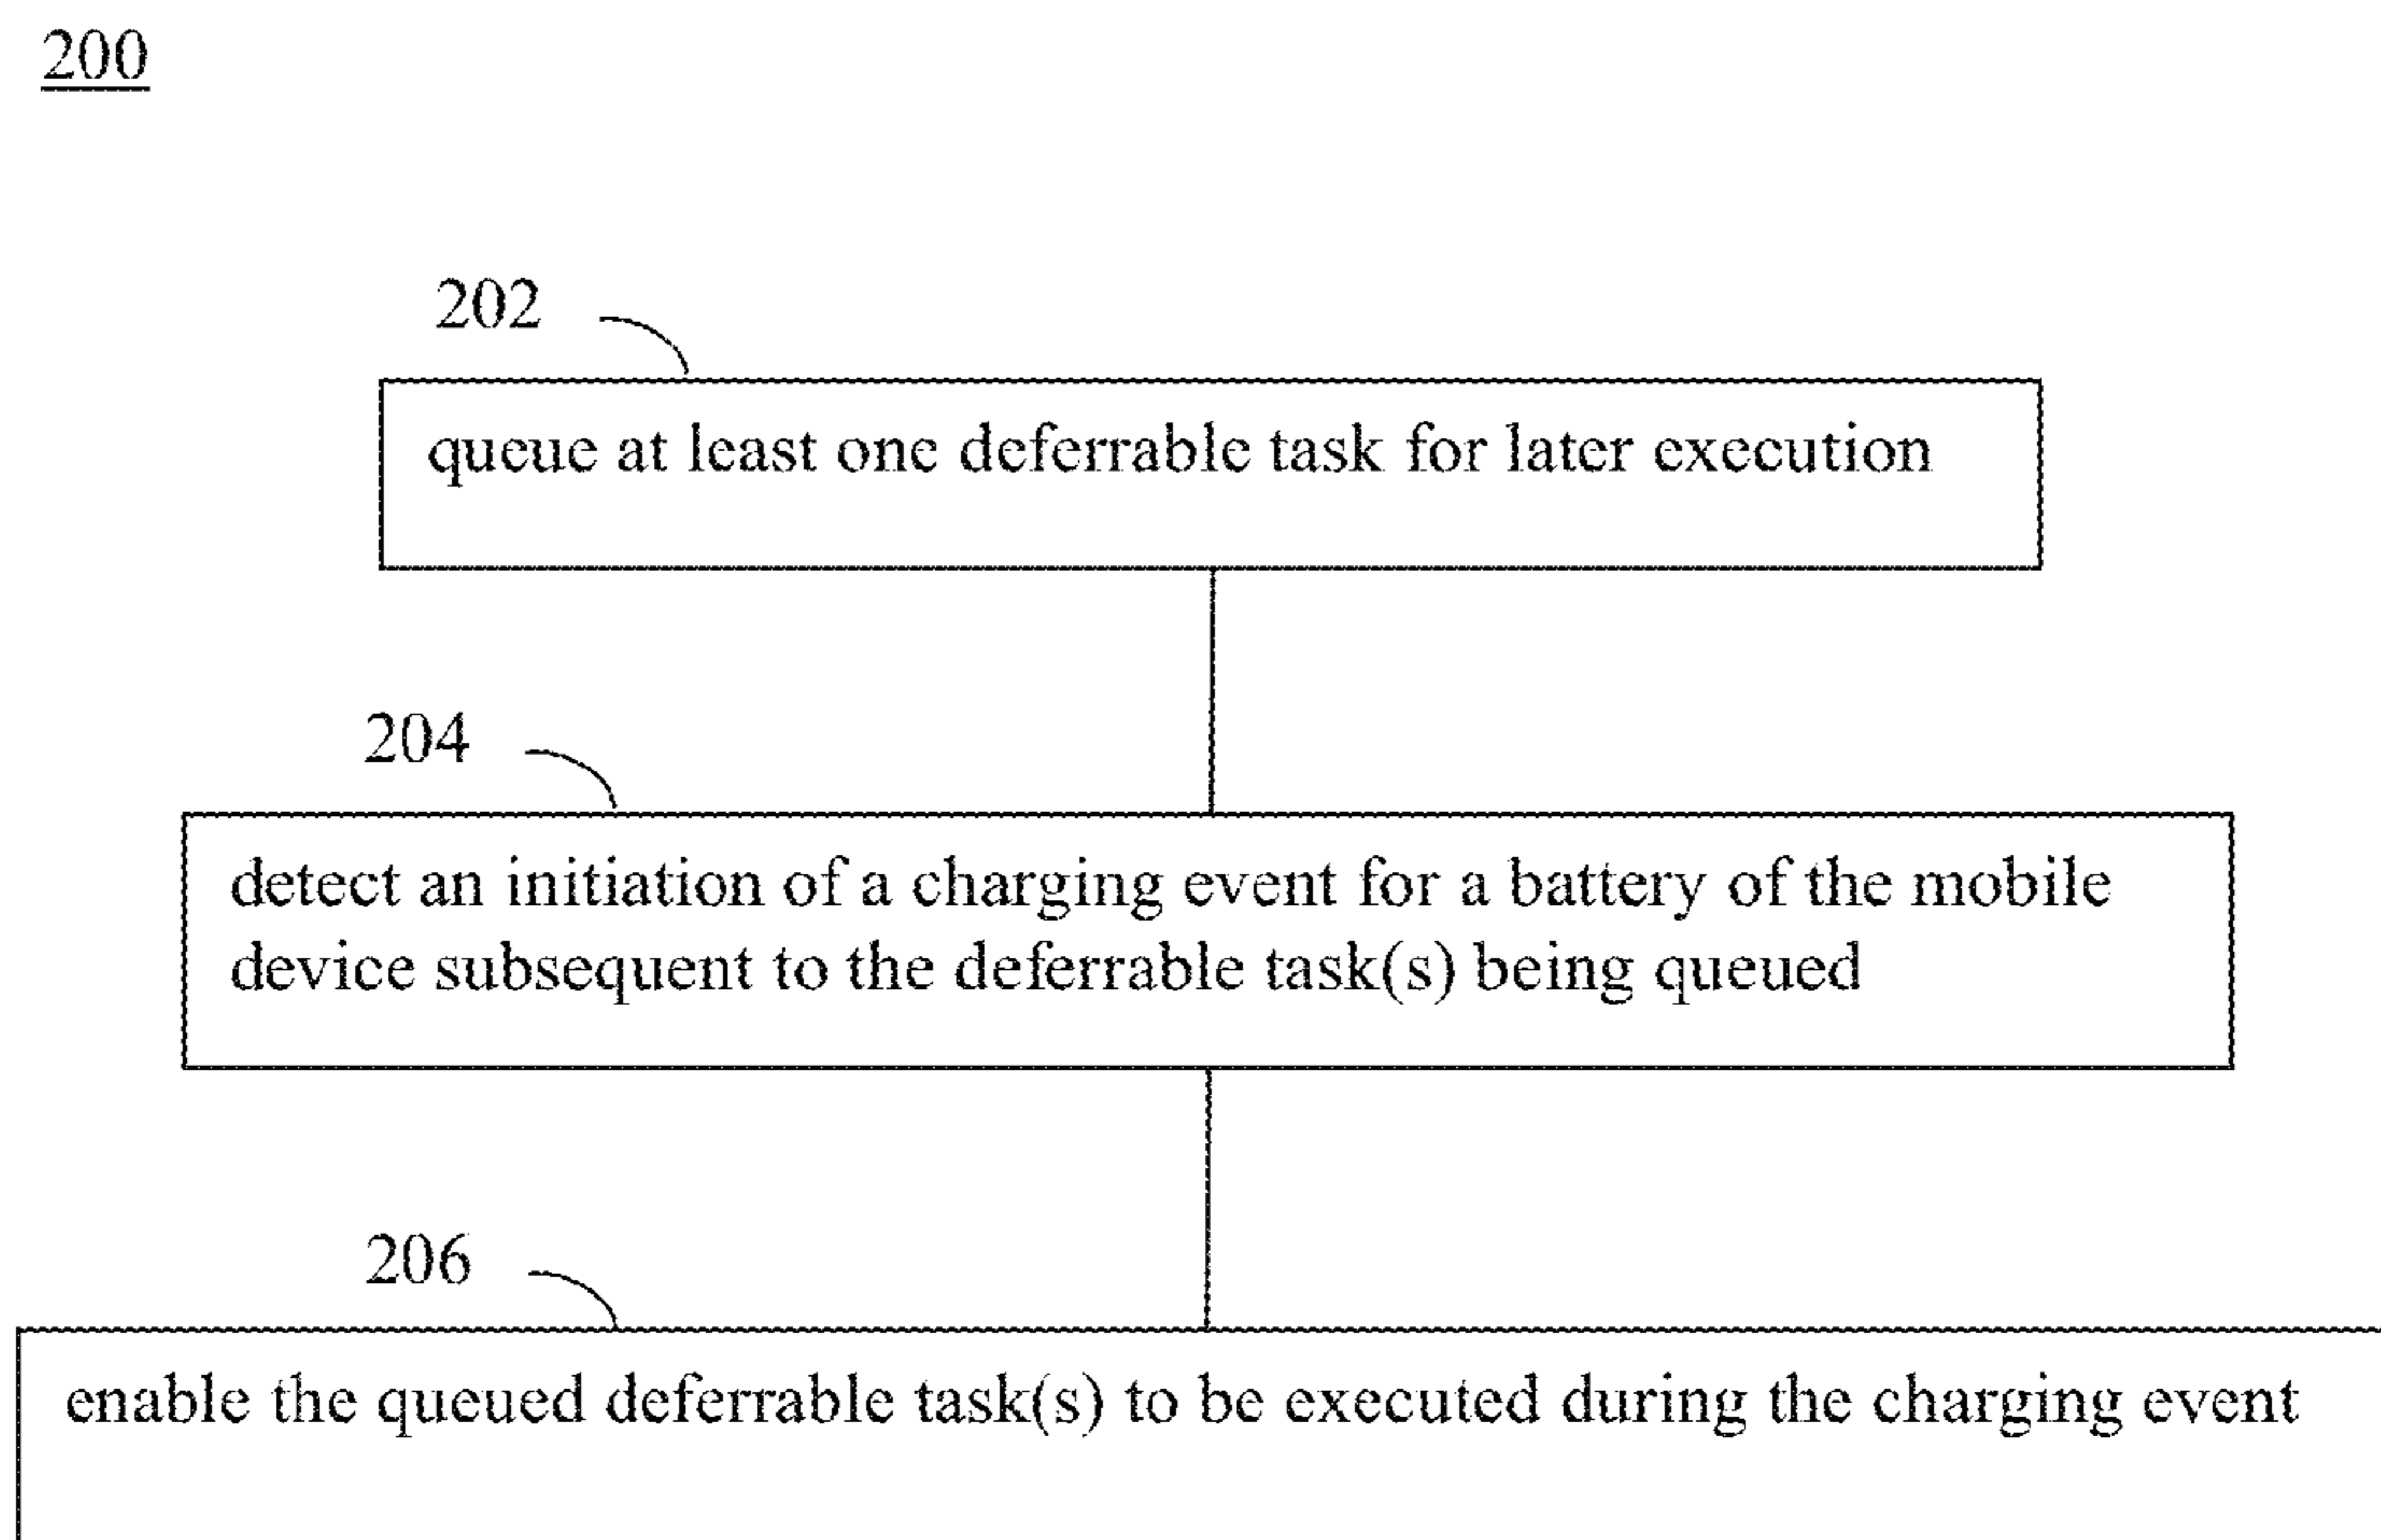 200
202
queue at least one deferrable task for later execution
204
detect an initiation of a charging event for a battery of the mobile
device subsequent to the deferrable task(s) being queued
206
enable the queued deferrable task(s) to be executed during the charging event